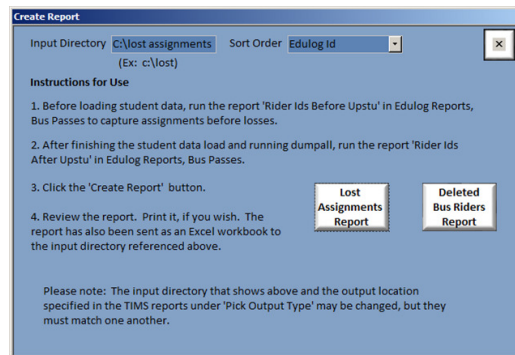 Create Report
Input Directory C:\lost assignments Sort Order Edulog Id
(Ex: c:\lost)
Instructions for Use
1. Before loading student data, run the report 'Rider Ids Before Upstu' in Edulog Reports,
Bus Passes to capture assignments before losses.
2. After finishing the student data load and running dumpall, run the report 'Rider Ids
After Upstu' in Edulog Reports, Bus Passes.
3. Click the 'Create Report' button.
4. Review the report. Print it, if you wish. The
report has also been sent as an Excel workbook to
the input directory referenced above.
Lost
Assignments
Report
Deleted
Bus Riders
Report
Please note: The input directory that shows above and the output location
specified in the TIMS reports under 'Pick Output Type' may be changed, but they
must match one another.